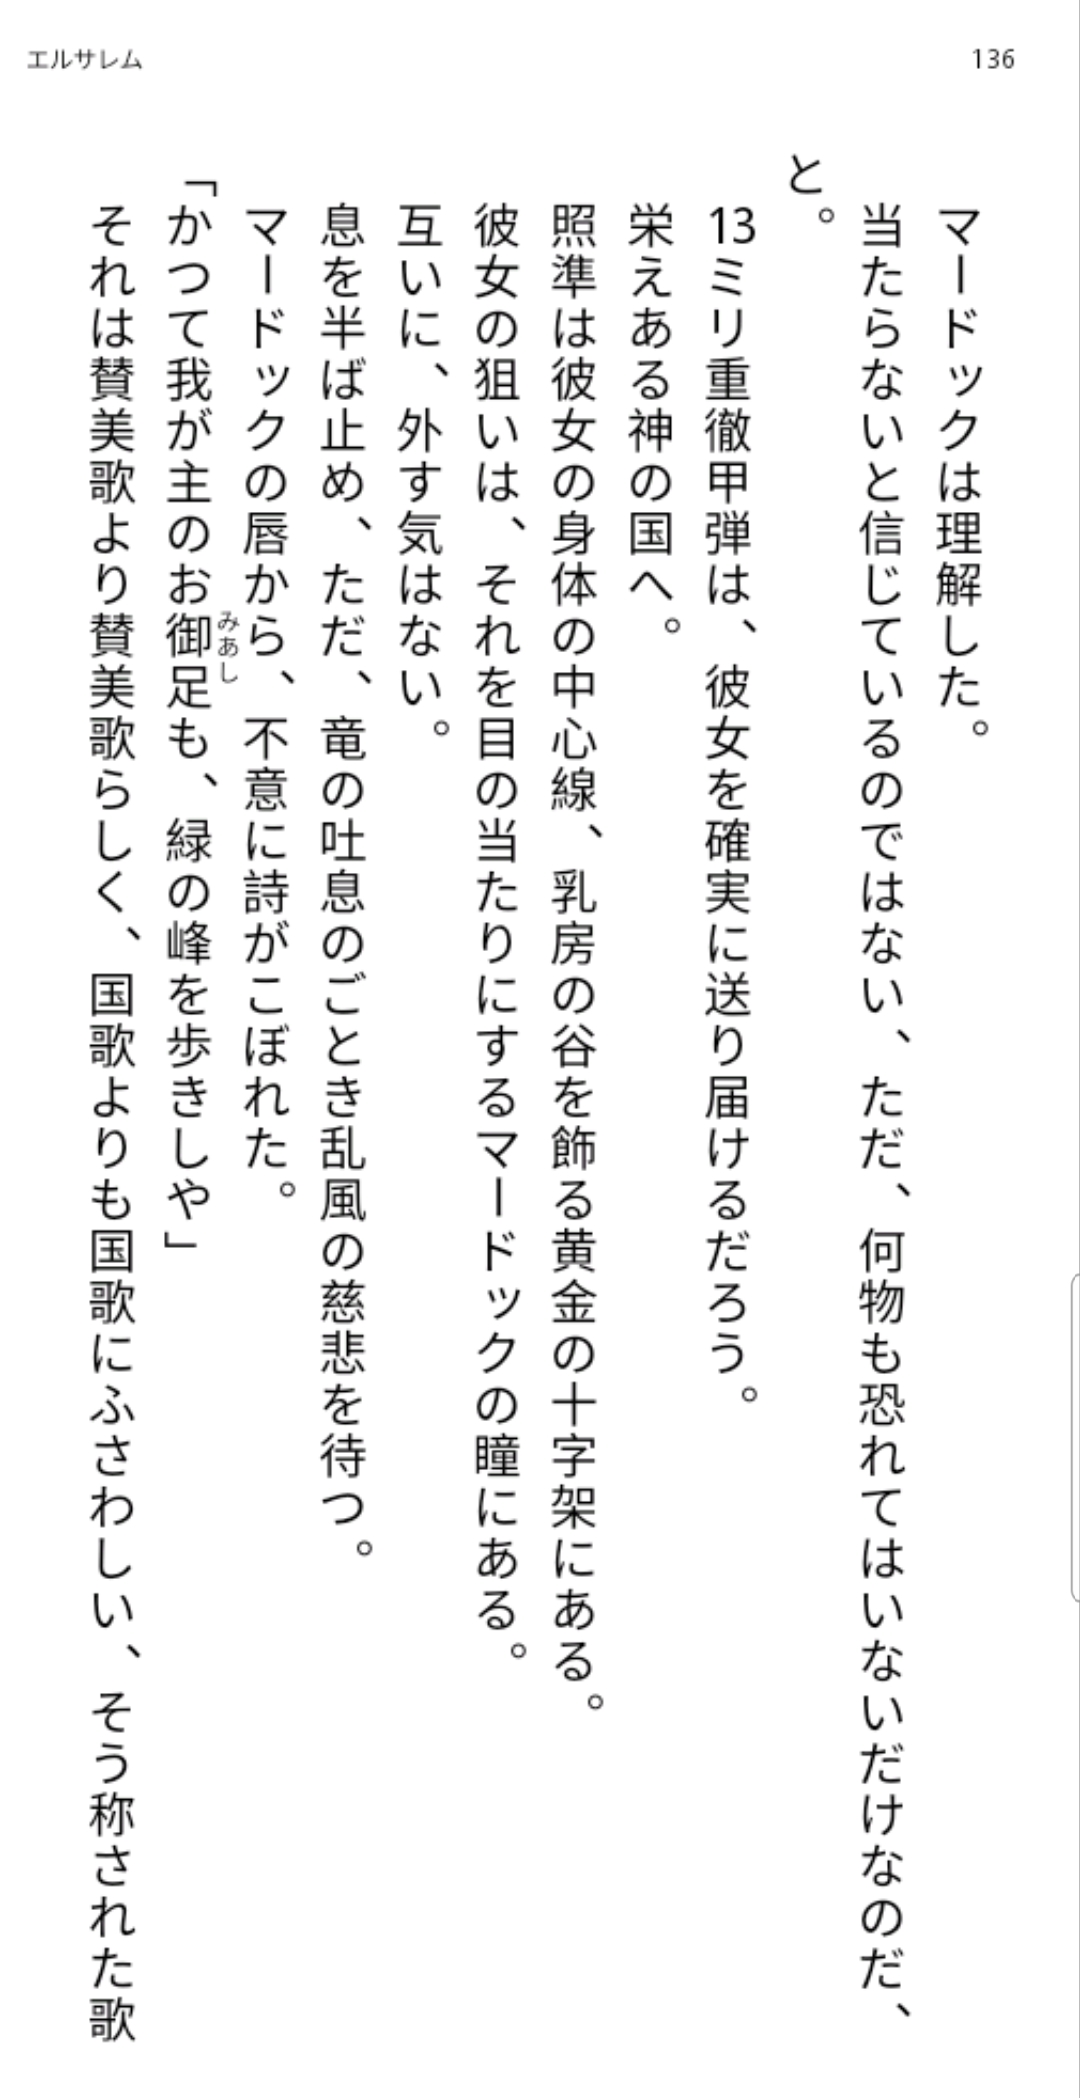 エルサレム
136
マードックは理解した。
当たらないと信じているのではない、ただ、何物も恐れてはいないだけなのだ、
と。
13ミリ重徹甲弾は、彼女を確実に送り届けるだろう。
栄えある神の国へ。
照準は彼女の身体の中心線、乳房の谷を飾る黄金の十字架にある。
彼女の狙いは、それを目の当たりにするマードックの瞳にある。
互いに、外す気はない。
息を半ば止め、ただ、竜の吐息のごとき乱風の慈悲を待つ。
マードックの唇から、不意に詩がこぼれた。
「かつて我が主のお御足も、緑の峰を歩きしや」
みあし
それは賛美歌より賛美歌らしく、国歌よりも国歌にふさわしい、そう称された歌